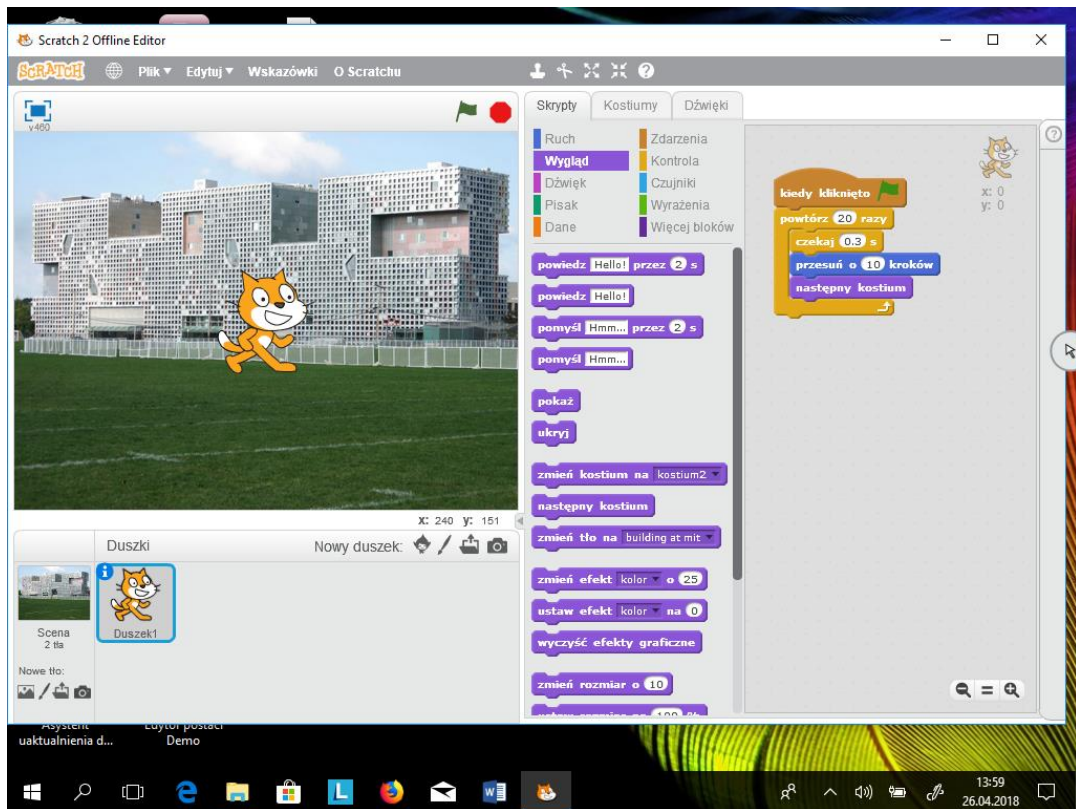 Scratch 2 Offline Editor
SCRATCH Plik Edytuj Wskazówki O Scratchu
v460
Skrypty Kostiumy Dźwięki
Ruch Zdarzenia
Wygląd Kontrola
Dźwięk Czujniki
Pisak Wyrażenia
Dane Więcej bloków
powiedz Hello! przez 2 s
powiedz Hello!
pomyśl Hmm... przez 2 s
pomyśl Hmm...
pokaż
ukryj
zmień kostium na kostium2
następny kostium
zmień tło na building at mit
zmień efekt kolor o 25
ustaw efekt kolor na 0
wyczyść efekty graficzne
zmień rozmiar o 10
kiedy kliknięto
powtórz 20 razy
czekaj 0.3 s
przesuń o 10 kroków
następny kostium
x: 0
y: 0
X: 240 y: 151
Duszki Nowy duszek:
Scena
2 tła
Duszek1
Nowe tło:
Asystent
uaktualnienia d...
Edytor postaci
Demo
13:59
26.04.2018